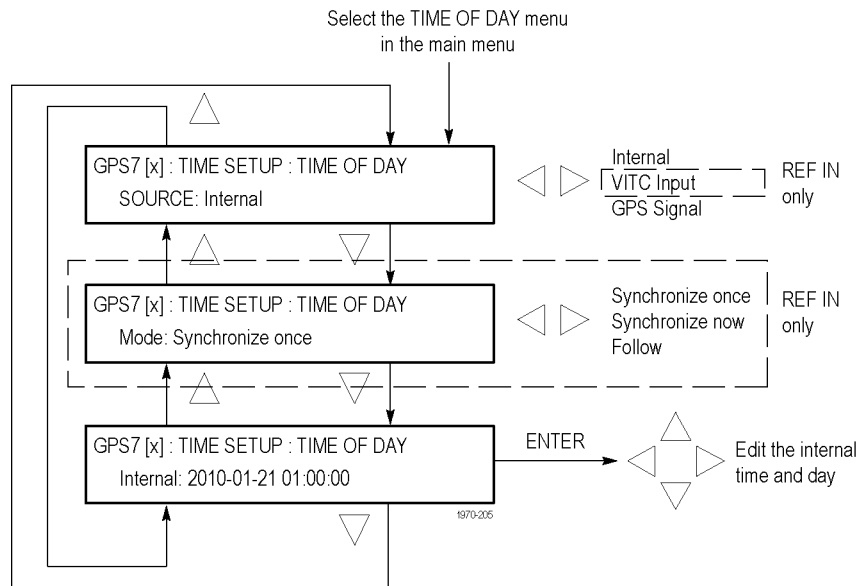 Select the TIME OF DAY menu
in the main menu
GPS7 [x] : TIME SETUP : TIME OF DAY
SOURCE: Internal
Internal
VITC Input
GPS Signal
REF IN
only
GPS7 [x] : TIME SETUP : TIME OF DAY
Mode: Synchronize once
Synchronize once
Synchronize now
Follow
REF IN
only
GPS7 [x] : TIME SETUP : TIME OF DAY
Internal: 2010-01-21 01:00:00
ENTER
Edit the internal
time and day
1970-205